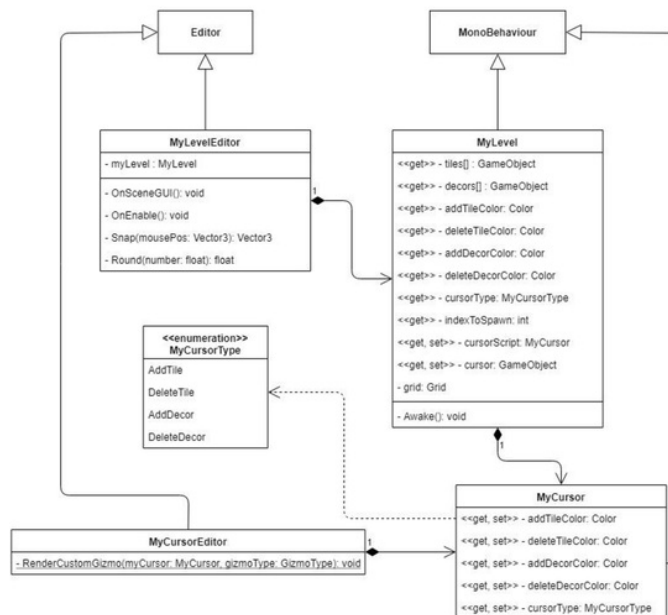 Editor
MonoBehaviour
MyLevelEditor
- myLevel : MyLevel
- OnSceneGUI(): void
- OnEnable(): void
- Snap(mousePos: Vector3): Vector3
- Round(number: float): float
1
MyLevel
<<get>> - tiles[] : GameObject
<<get>> - decors[] : GameObject
<<get>> - addTileColor: Color
<<get>> - deleteTileColor: Color
<<get>> - addDecorColor: Color
<<get>> - deleteDecorColor: Color
<<get>> - cursorType: MyCursorType
<<get>> - indexToSpawn: int
<<get, set>> - cursorScript: MyCursor
<<get, set>> - cursor: GameObject
- grid: Grid
- Awake(): void
1
<<enumeration>>
MyCursorType
AddTile
DeleteTile
AddDecor
DeleteDecor
MyCursorEditor
- RenderCustomGizmo(myCursor: MyCursor, gizmoType: GizmoType): void
1
MyCursor
<<get, set>> - addTileColor: Color
<<get, set>> - deleteTileColor: Color
<<get, set>> - addDecorColor: Color
<<get, set>> - deleteDecorColor: Color
<<get, set>> - cursorType: MyCursorType